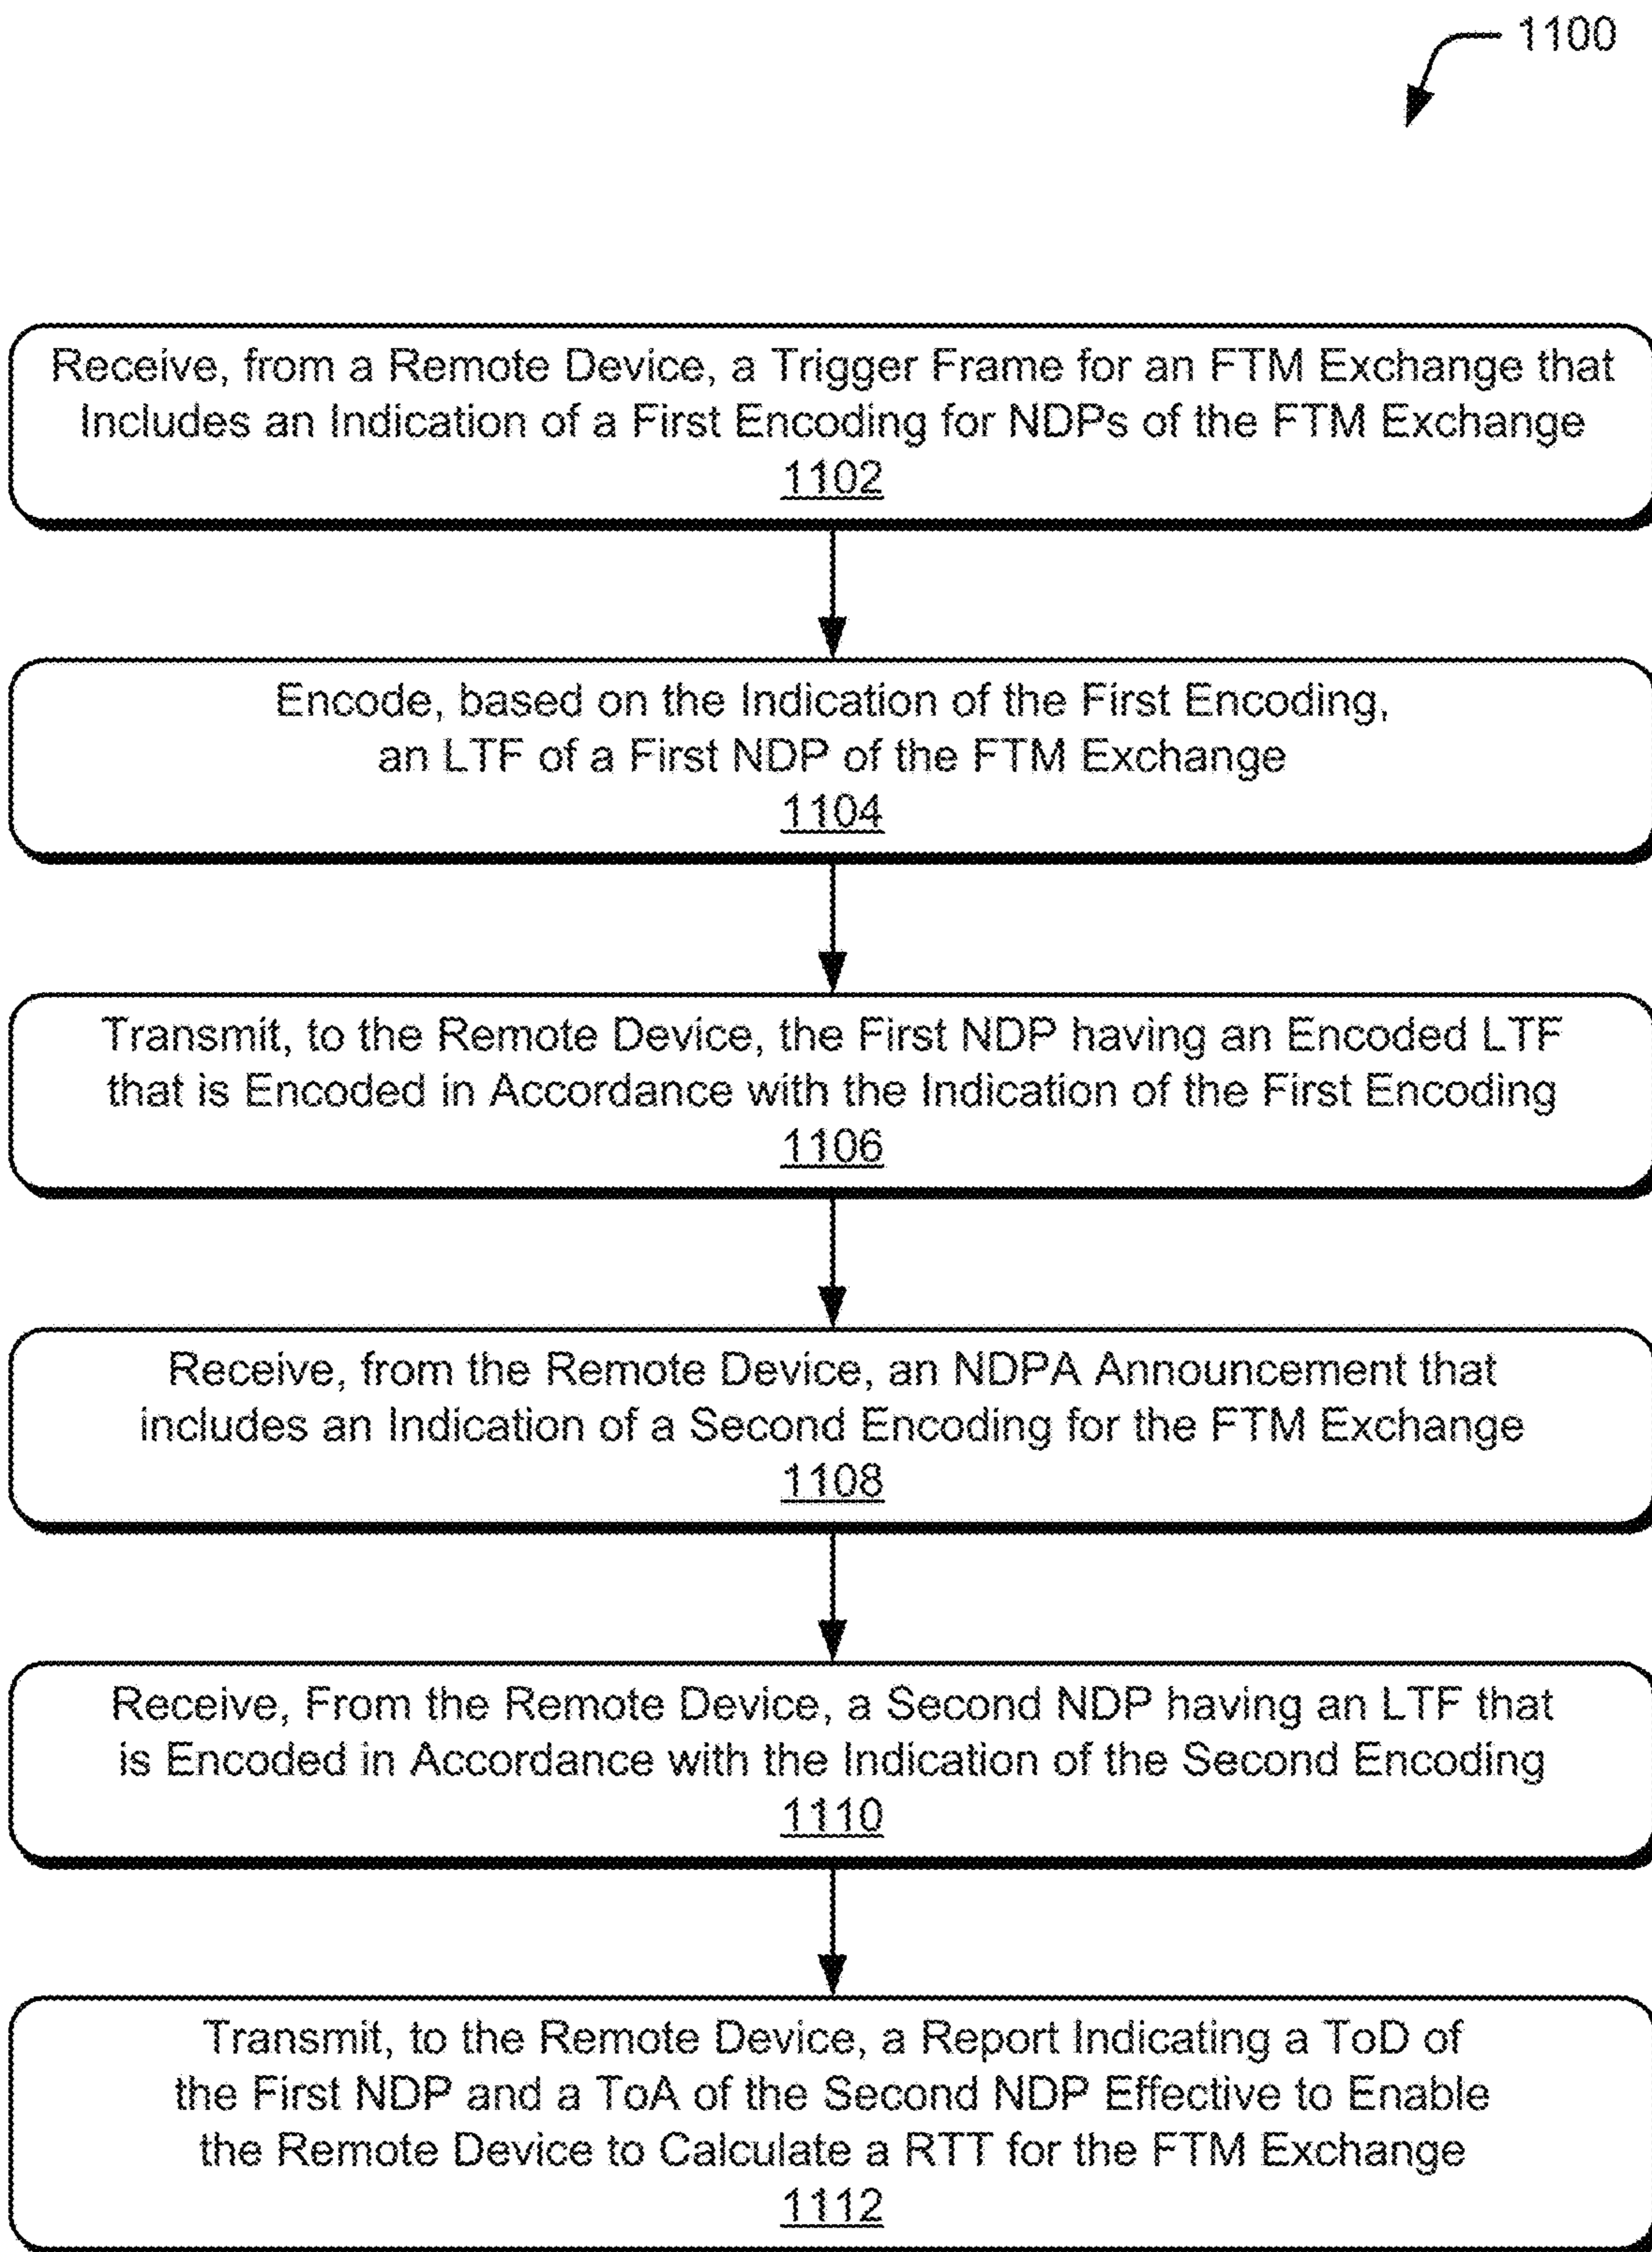 1100
Receive, from a Remote Device, a Trigger Frame for an FTM Exchange that
Includes an Indication of a First Encoding for NDPs of the FTM Exchange
1102
Encode, based on the Indication of the First Encoding,
an LTF of a First NDP of the FTM Exchange
1104
Transmit, to the Remote Device, the First NDP having an Encoded LTF
that is Encoded in Accordance with the Indication of the First Encoding
1106
Receive, from the Remote Device, an NDPA Announcement that
includes an Indication of a Second Encoding for the FTM Exchange
1108
Receive, From the Remote Device, a Second NDP having an LTF that
is Encoded in Accordance with the Indication of the Second Encoding
1110
Transmit, to the Remote Device, a Report Indicating a ToD of
the First NDP and a ToA of the Second NDP Effective to Enable
the Remote Device to Calculate a RTT for the FTM Exchange
1112